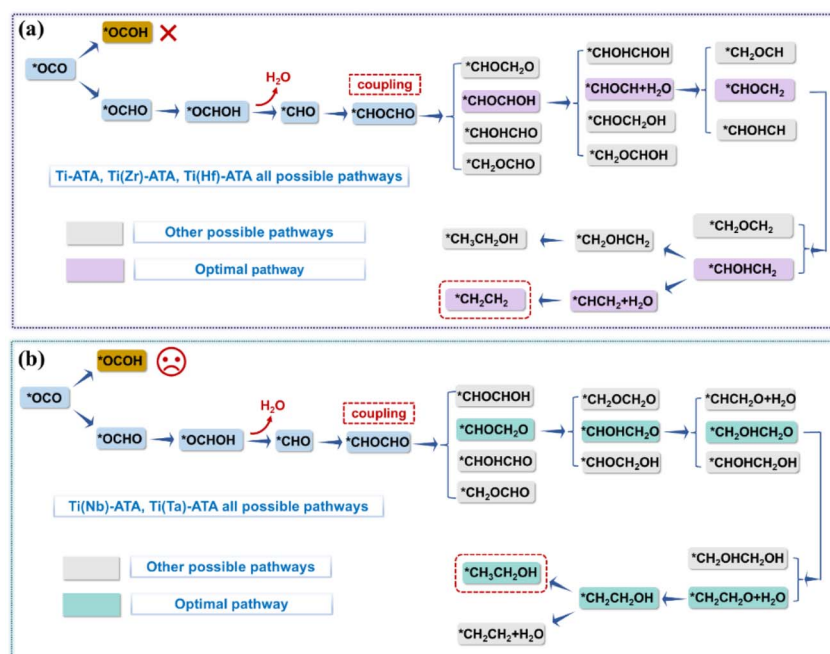 (a)
*OCOH
*OCO
*OCHO
*OCHOH
H₂O
*CHO
coupling
*CHOCHO
*CHOCH₂O
*CHOCHOH
*CHOHCHO
*CH₂OCHO
*CHOHCHOH
*CHOCH+H₂O
*CHOCH₂OH
*CH₂OCHOH
*CH₂OCH
*CHOCH₂
*CHOHCH
Ti-ATA, Ti(Zr)-ATA, Ti(Hf)-ATA all possible pathways
Other possible pathways
Optimal pathway
*CH₂OCH₂
*CHOHCH₂
*CH₂OHCH₂
*CH₃CH₂OH
*CHCH₂+H₂O
*CH₂CH₂
(b)
*OCOH
*OCO
*OCHO
*OCHOH
H₂O
*CHO
coupling
*CHOCHO
*CHOCHOH
*CHOCH₂O
*CHOHCHO
*CH₂OCHO
*CH₂OCH₂O
*CHOHCH₂O
*CHOCH₂OH
*CHCH₂O+H₂O
*CH₂OHCH₂O
*CHOHCH₂OH
Ti(Nb)-ATA, Ti(Ta)-ATA all possible pathways
Other possible pathways
Optimal pathway
*CH₂OHCH₂OH
*CH₂CH₂O+H₂O
*CH₂CH₂OH
*CH₃CH₂OH
*CH₂CH₂+H₂O